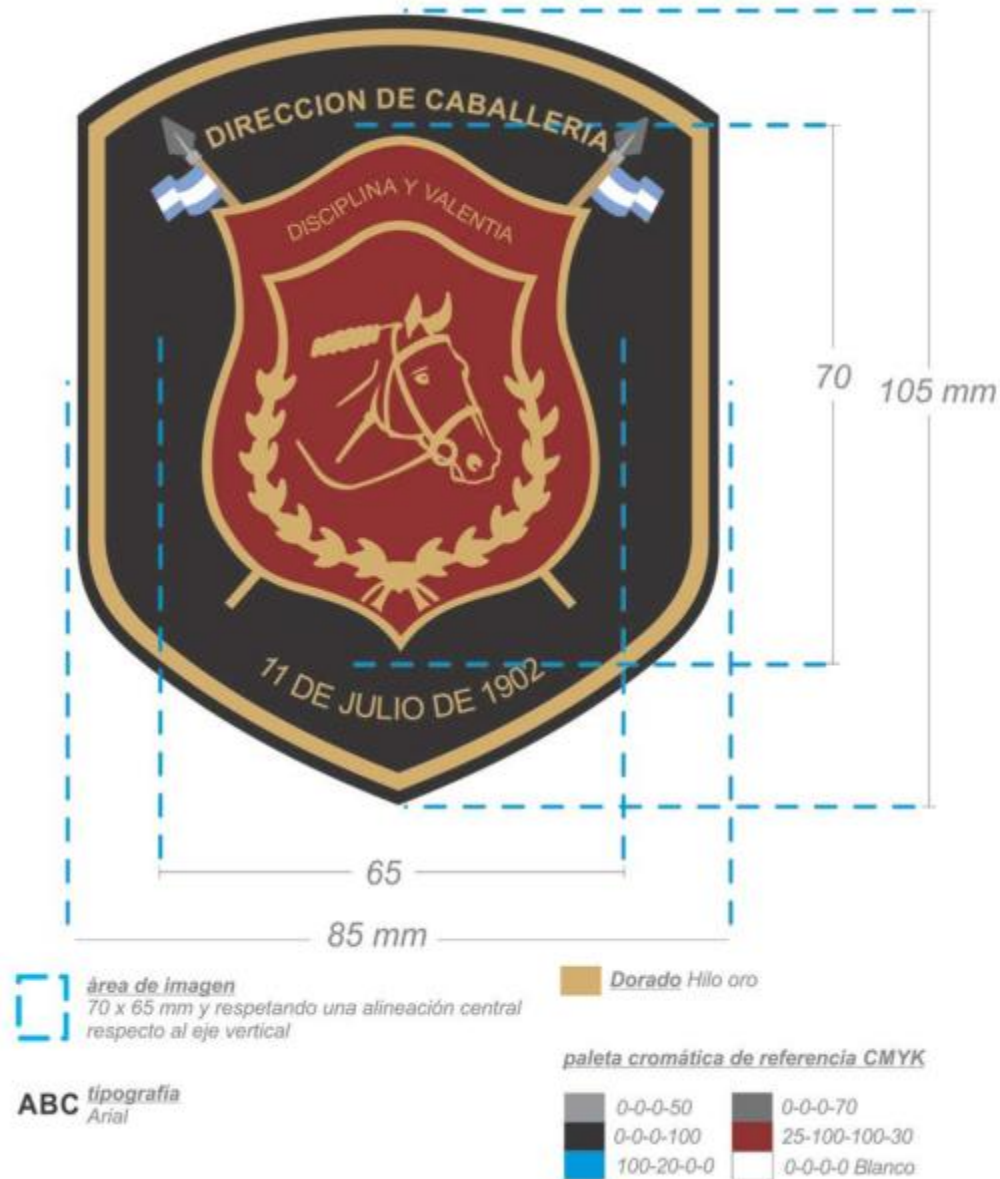 DIRECCION DE CABALLERIA
DISCIPLINA Y VALENTIA
11 DE JULIO DE 1902
70
105 mm
65
85 mm
área de imagen
70 x 65 mm y respetando una alineación central
respecto al eje vertical
Dorado Hilo oro
ABC tipografía
Arial
paleta cromática de referencia CMYK
0-0-0-50
0-0-0-70
0-0-0-100
25-100-100-30
100-20-0-0
0-0-0-0 Blanco